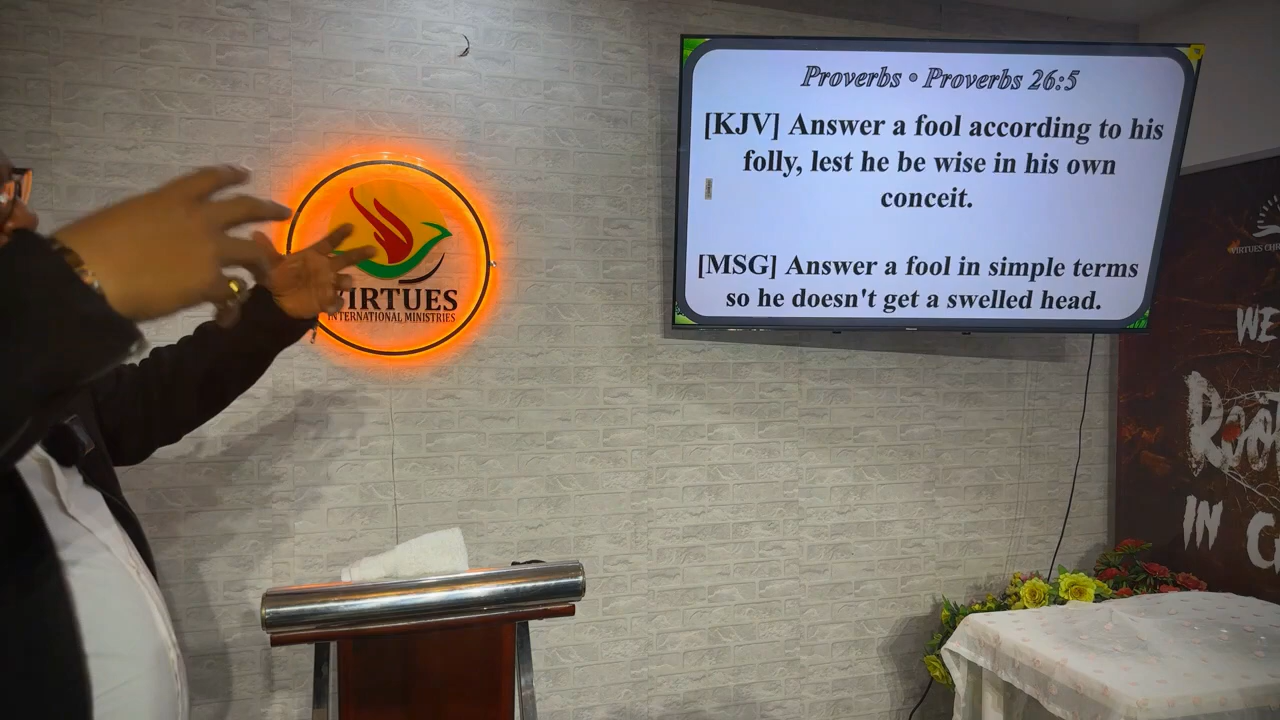 Proverbs • Proverbs 26:5
[KJV] Answer a fool according to his
folly, lest he be wise in his own
conceit.
[MSG] Answer a fool in simple terms
so he doesn't get a swelled head.
VIRTUES
INTERNATIONAL MINISTRIES
VIRTUES
WE
IN